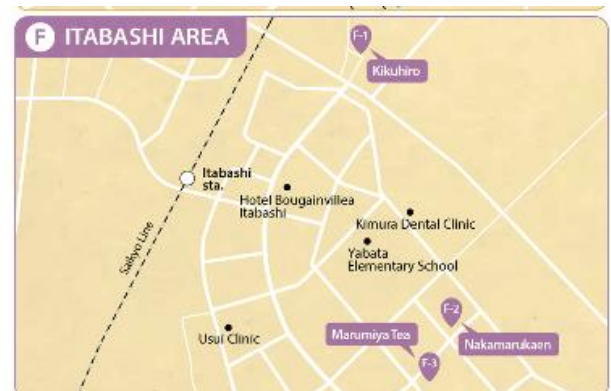 F ITABASHI AREA
F-1
Kikuhiro
Itabashi
sta.
Hotel Bougainvillea
Itabashi
Kimura Dental Clinic
Yabata
Elementary School
Saikyo Line
Usui Clinic
F-2
Marumiya Tea
Nakamarukaen
F-3